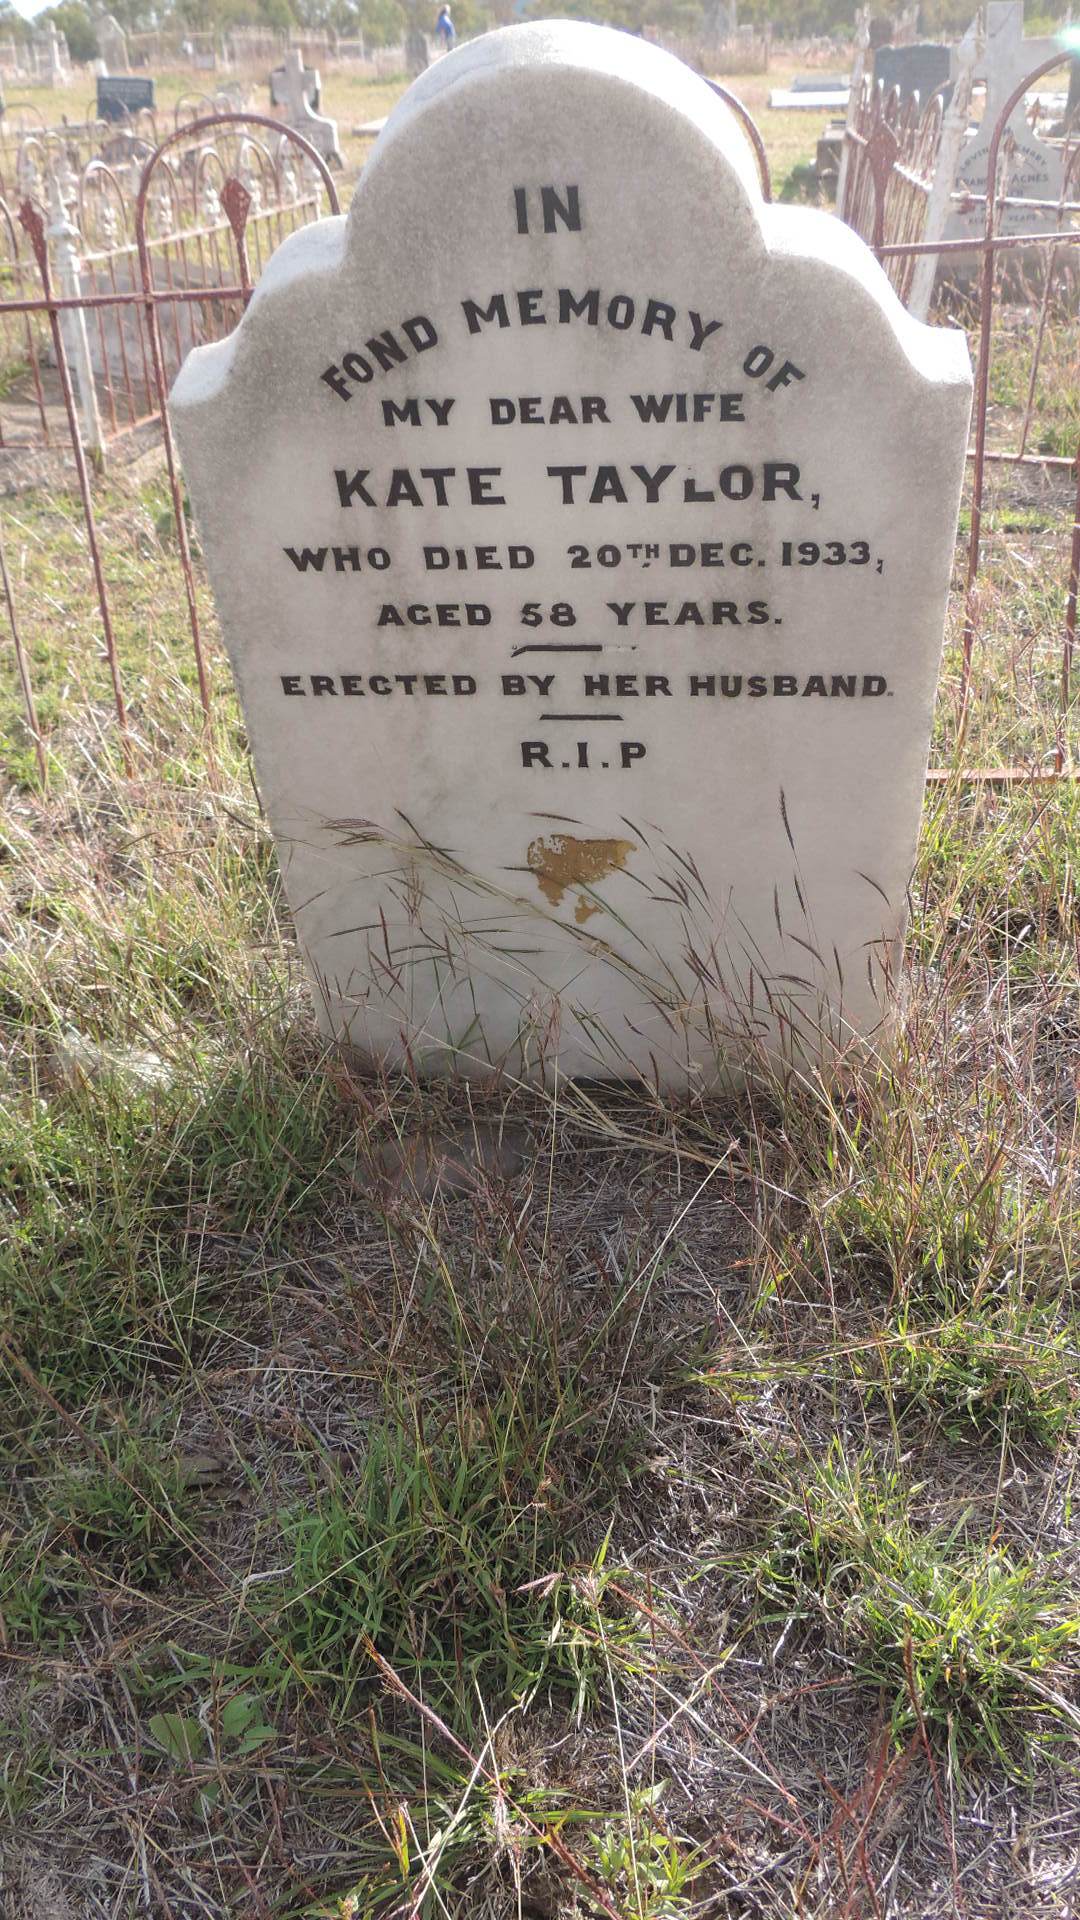 IN
FOND MEMORY OF
MY DEAR WIFE
KATE TAYLOR,
WHO DIED 20TH DEC. 1933,
AGED 58 YEARS.
ERECTED BY HER HUSBAND.
R.I.P